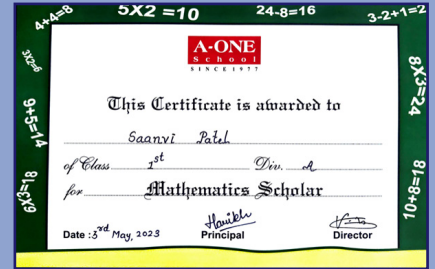 4+4=8
5X2=10
24-8=16
3-2+1=2
3X2=6
8X3=24
9+5=14
10+8=18
6X3=18
A-ONE
School
SINCE 1977
This Certificate is awarded to
Saanvi Patel
of Class 1st Div. A
for Mathematics Scholar
Date : 3rd May, 2023
Principal
Director